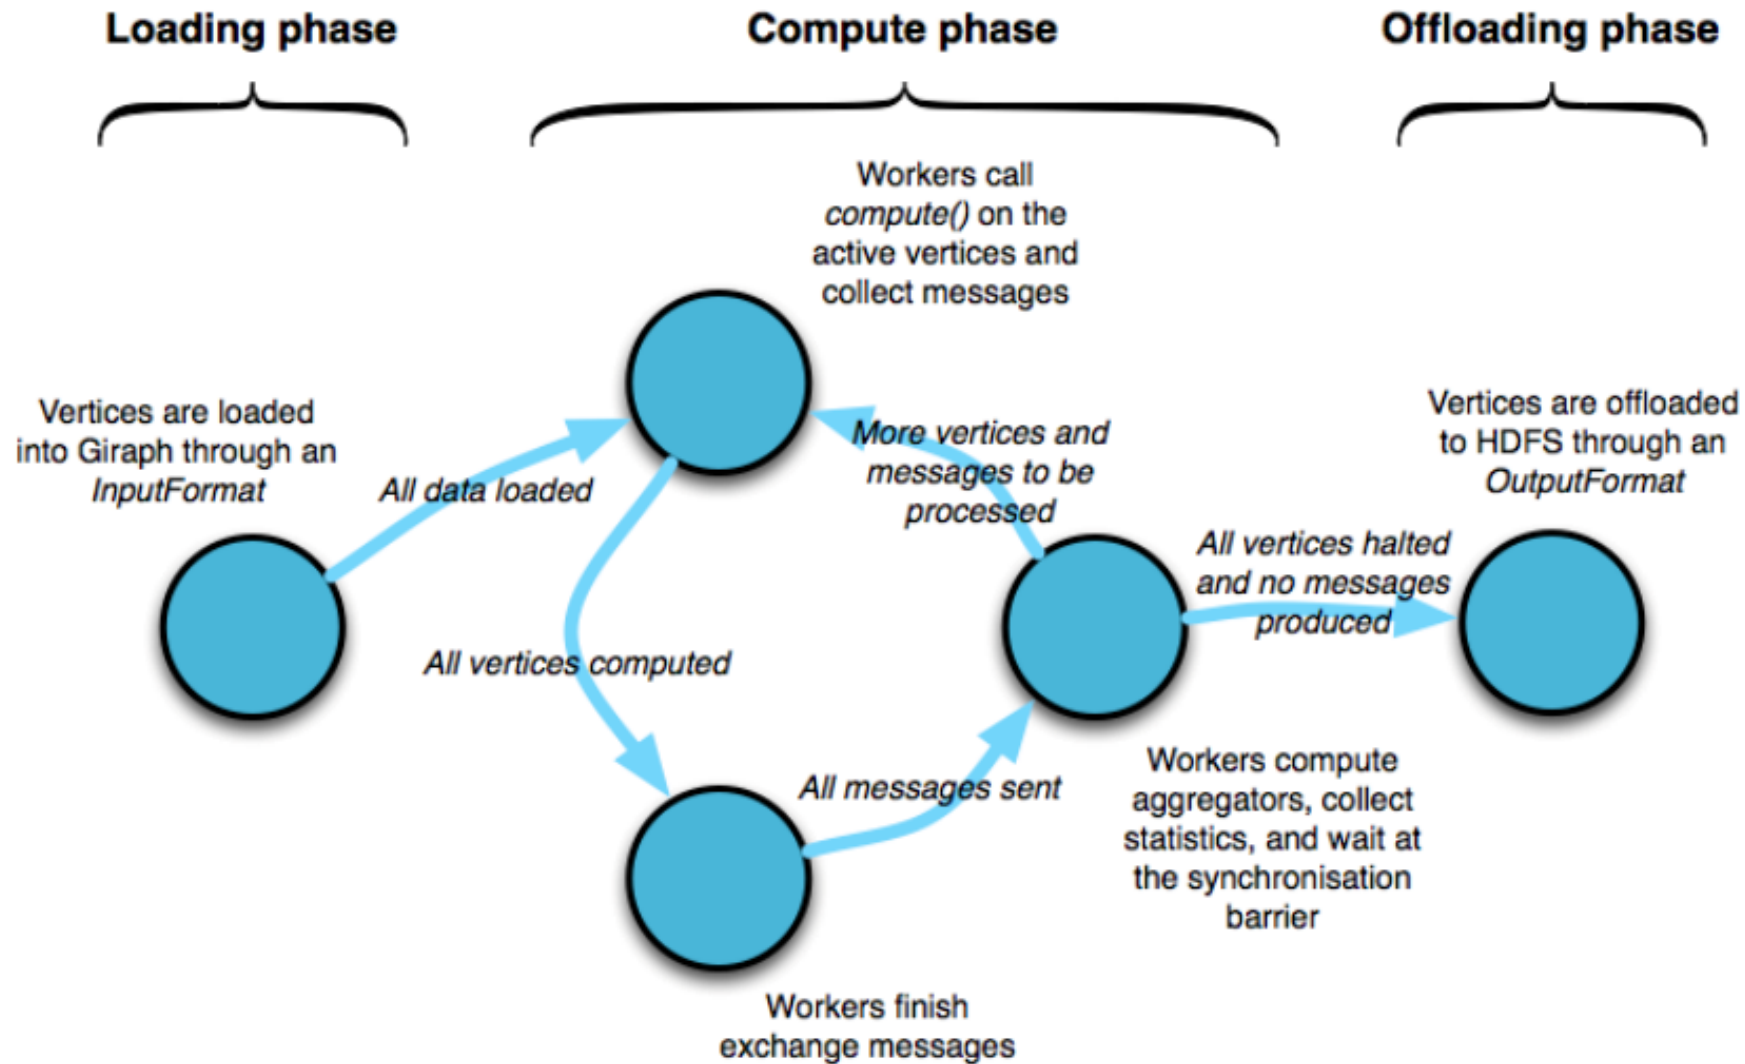 Loading phase
Compute phase
Offloading phase
Workers call
compute() on the
active vertices and
collect messages
Vertices are loaded
into Giraph through an
InputFormat
All data loaded
More vertices and
messages to be
processed
Vertices are offloaded
to HDFS through an
OutputFormat
All vertices halted
and no messages
produced
All vertices computed
All messages sent
Workers compute
aggregators, collect
statistics, and wait at
the synchronisation
barrier
Workers finish
exchange messages